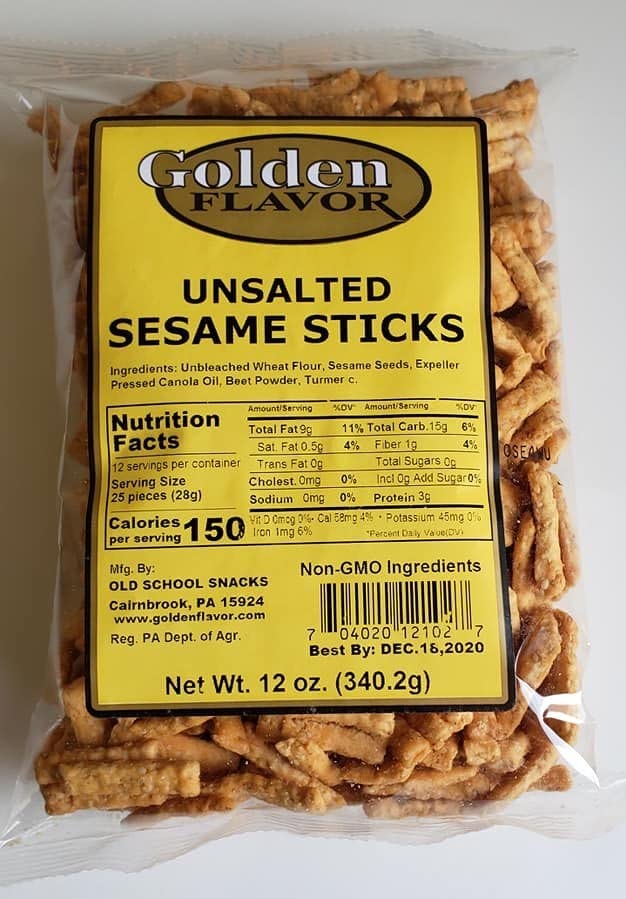 Golden
FLAVOR
UNSALTED
SESAME STICKS
Ingredients: Unbleached Wheat Flour, Sesame Seeds, Expeller
Pressed Canola Oil, Beet Powder, Turmer c.
Nutrition
Facts
12 servings per container
Serving Size
25 pieces (28g)
Calories
per serving 150
Amount/Serving %DV* Amount/Serving %DV*
Total Fat 9g 11% Total Carb.15g 6%
Sat. Fat 0.5g 4% Fiber 1g 4%
Trans Fat 0g Total Sugars 0g
Cholest. 0mg 0% Incl 0g Add Sugar 0%
Sodium 0mg 0% Protein 3g
Vit D 0mcg 0% • Cal 58mg 4% • Potassium 45mg 0%
Iron 1mg 6% *Percent Daily Value(DV)
Mfg. By:
OLD SCHOOL SNACKS
Cairnbrook, PA 15924
www.goldenflavor.com
Reg. PA Dept. of Agr.
Non-GMO Ingredients
7 04020 12102 7
Best By: DEC.16,2020
Net Wt. 12 oz. (340.2g)